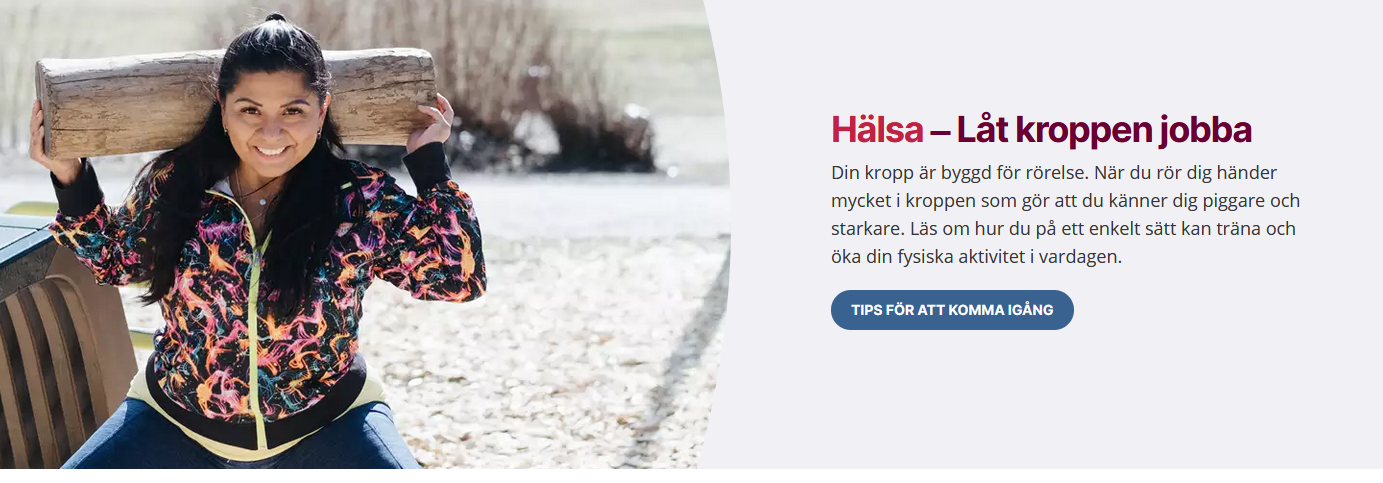 Hälsa – Låt kroppen jobba
Din kropp är byggd för rörelse. När du rör dig händer
mycket i kroppen som gör att du känner dig piggare och
starkare. Läs om hur du på ett enkelt sätt kan träna och
öka din fysiska aktivitet i vardagen.
TIPS FÖR ATT KOMMA IGÅNG